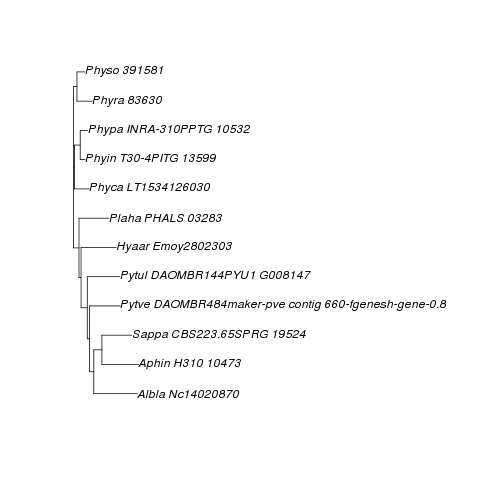 Physo 391581
Phyra 83630
Phypa INRA-310PPTG 10532
Phyin T30-4PITG 13599
Phyca LT1534126030
Plaha PHALS 03283
Hyaar Emoy2802303
Pytul DAOMBR144PYU1 G008147
Pytve DAOMBR484maker-pve contig 660-fgenesh-gene-0.8
Sappa CBS223.65SPRG 19524
Aphin H310 10473
Albla Nc14020870